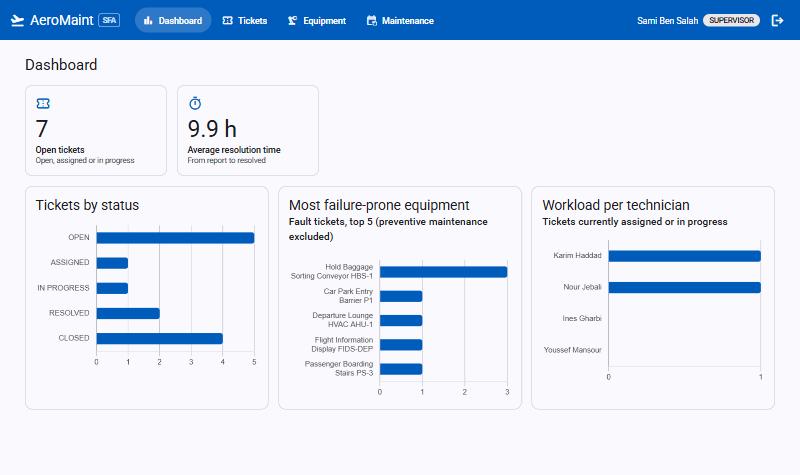 AeroMaint SFA Dashboard Tickets Equipment Maintenance Sami Ben Salah SUPERVISOR
Dashboard
7
Open tickets
Open, assigned or in progress
9.9 h
Average resolution time
From report to resolved
Tickets by status
OPEN
ASSIGNED
IN PROGRESS
RESOLVED
CLOSED
0 1 2 3 4 5
Most failure-prone equipment
Fault tickets, top 5 (preventive maintenance
excluded)
Hold Baggage
Sorting Conveyor HBS-1
Car Park Entry
Barrier P1
Departure Lounge
HVAC AHU-1
Flight Information
Display FIDS-DEP
Passenger Boarding
Stairs PS-3
0 1 2 3
Workload per technician
Tickets currently assigned or in progress
Karim Haddad
Nour Jebali
Ines Gharbi
Youssef Mansour
0 1